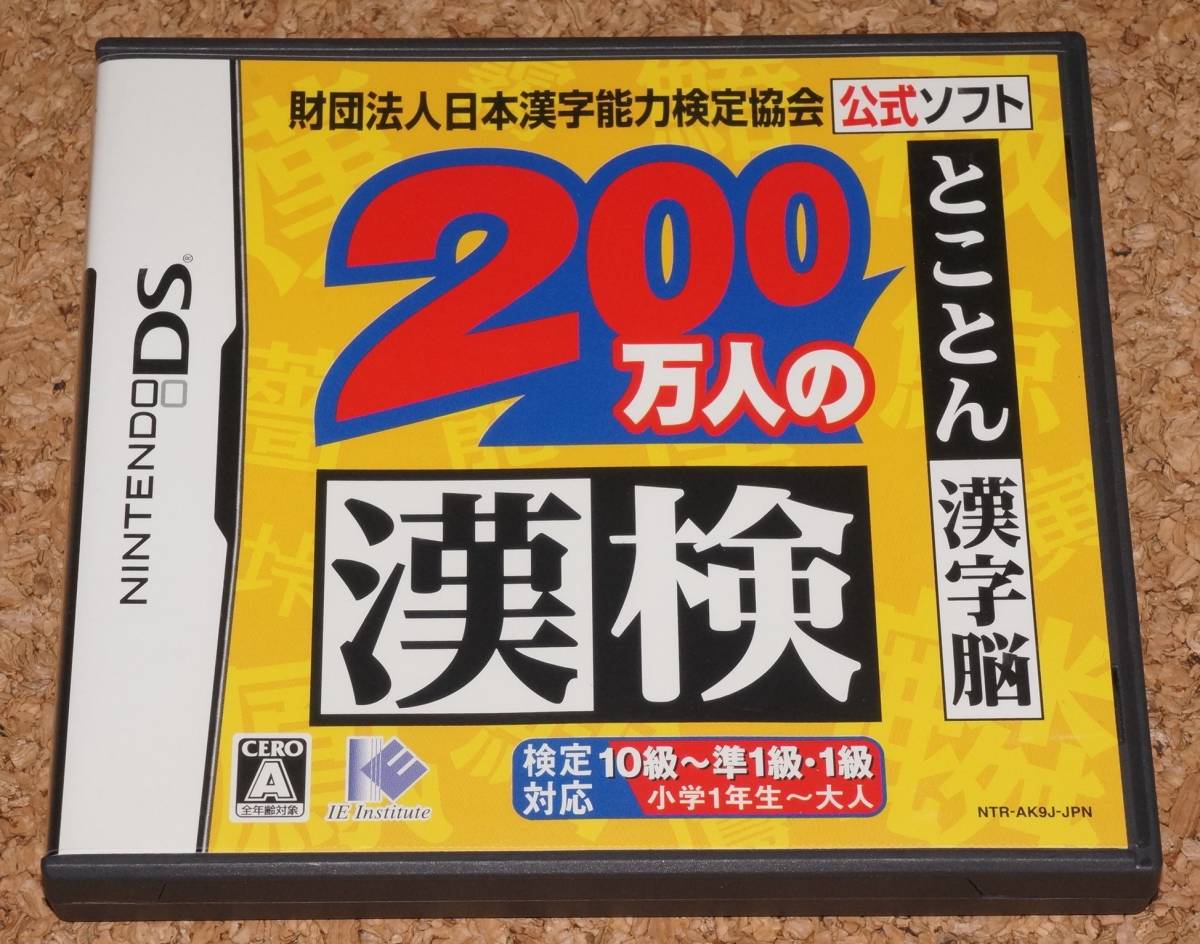 財団法人日本漢字能力検定協会 公式ソフト
200
万人の
漢検
とことん漢字脳
NINTENDO DS®
CERO
A
全年齢対象
IE Institute
検定対応
10級〜準1級・1級
小学1年生〜大人
NTR-AK9J-JPN